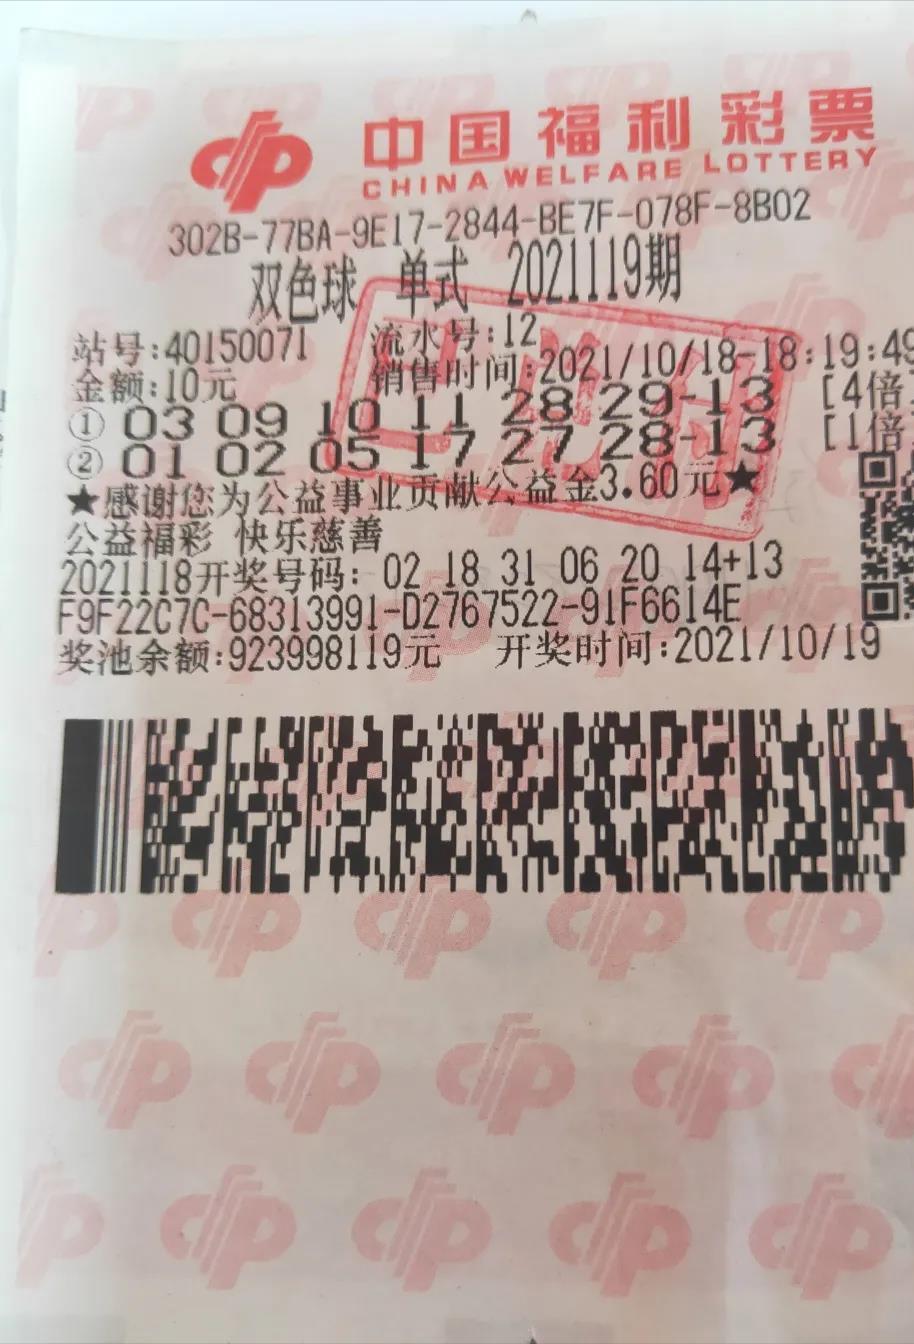 中国福利彩票
CHINA WELFARE LOTTERY
302B-77BA-9E17-2844-BE7F-078F-8B02
双色球 单式 2021119期
站号:40150071 流水号:12
金额:10元 销售时间:2021/10/18-18:19:49
① 03 09 10 11 28 29-13 [4倍
② 01 02 05 17 27 28-13 [1倍
★感谢您为公益事业贡献公益金3.60元★
公益福彩 快乐慈善
2021118开奖号码: 02 18 31 06 20 14+13
F9F22C7C-68313991-D2767522-91F6614E
奖池余额:923998119元 开奖时间:2021/10/19